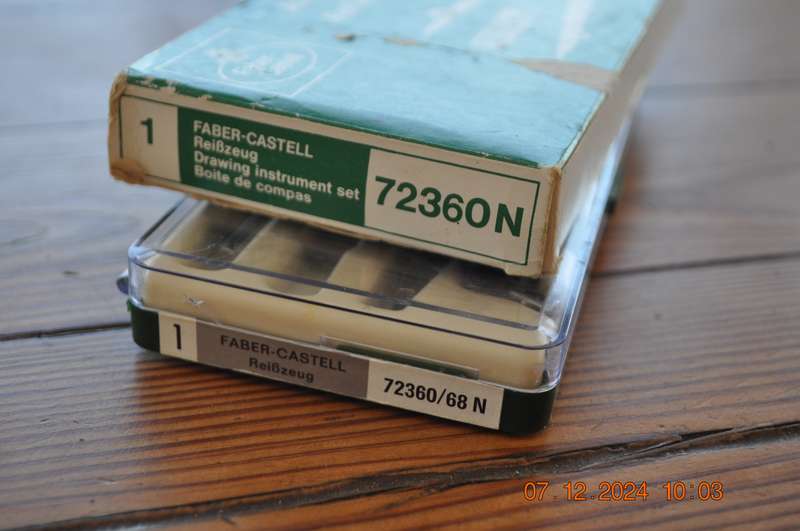 1
FABER-CASTELL
Reißzeug
Drawing instrument set
Boite de compas
72360N
1
FABER-CASTELL
Reißzeug
72360/68 N
07.12.2024 10:03